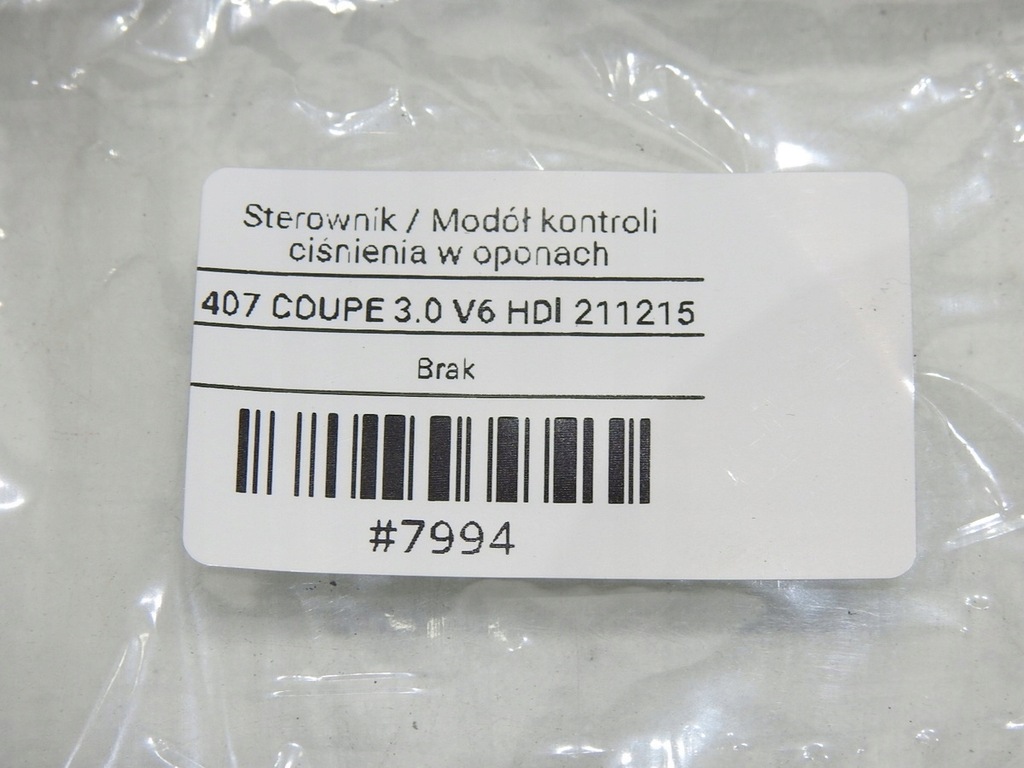 Sterownik / Modół kontroli
ciśnienia w oponach
407 COUPE 3.0 V6 HDI 211215
Brak
#7994